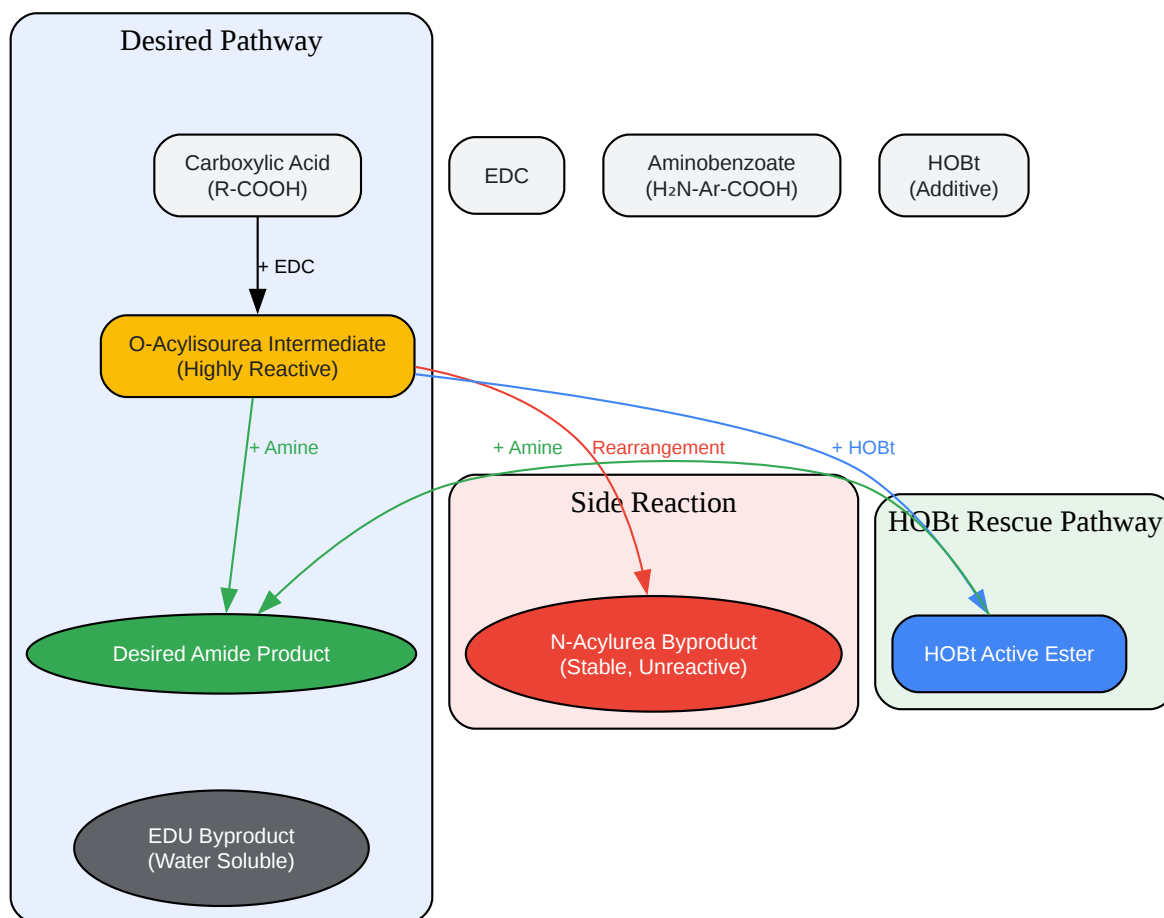 Desired Pathway
Carboxylic Acid
(R-COOH)
EDC
Aminobenzoate
(H₂N-Ar-COOH)
HOBt
(Additive)
+ EDC
O-Acylisourea Intermediate
(Highly Reactive)
+ Amine
+ Amine
Rearrangement
+ HOBt
Side Reaction
HOBt Rescue Pathway
Desired Amide Product
N-Acylurea Byproduct
(Stable, Unreactive)
HOBt Active Ester
EDU Byproduct
(Water Soluble)